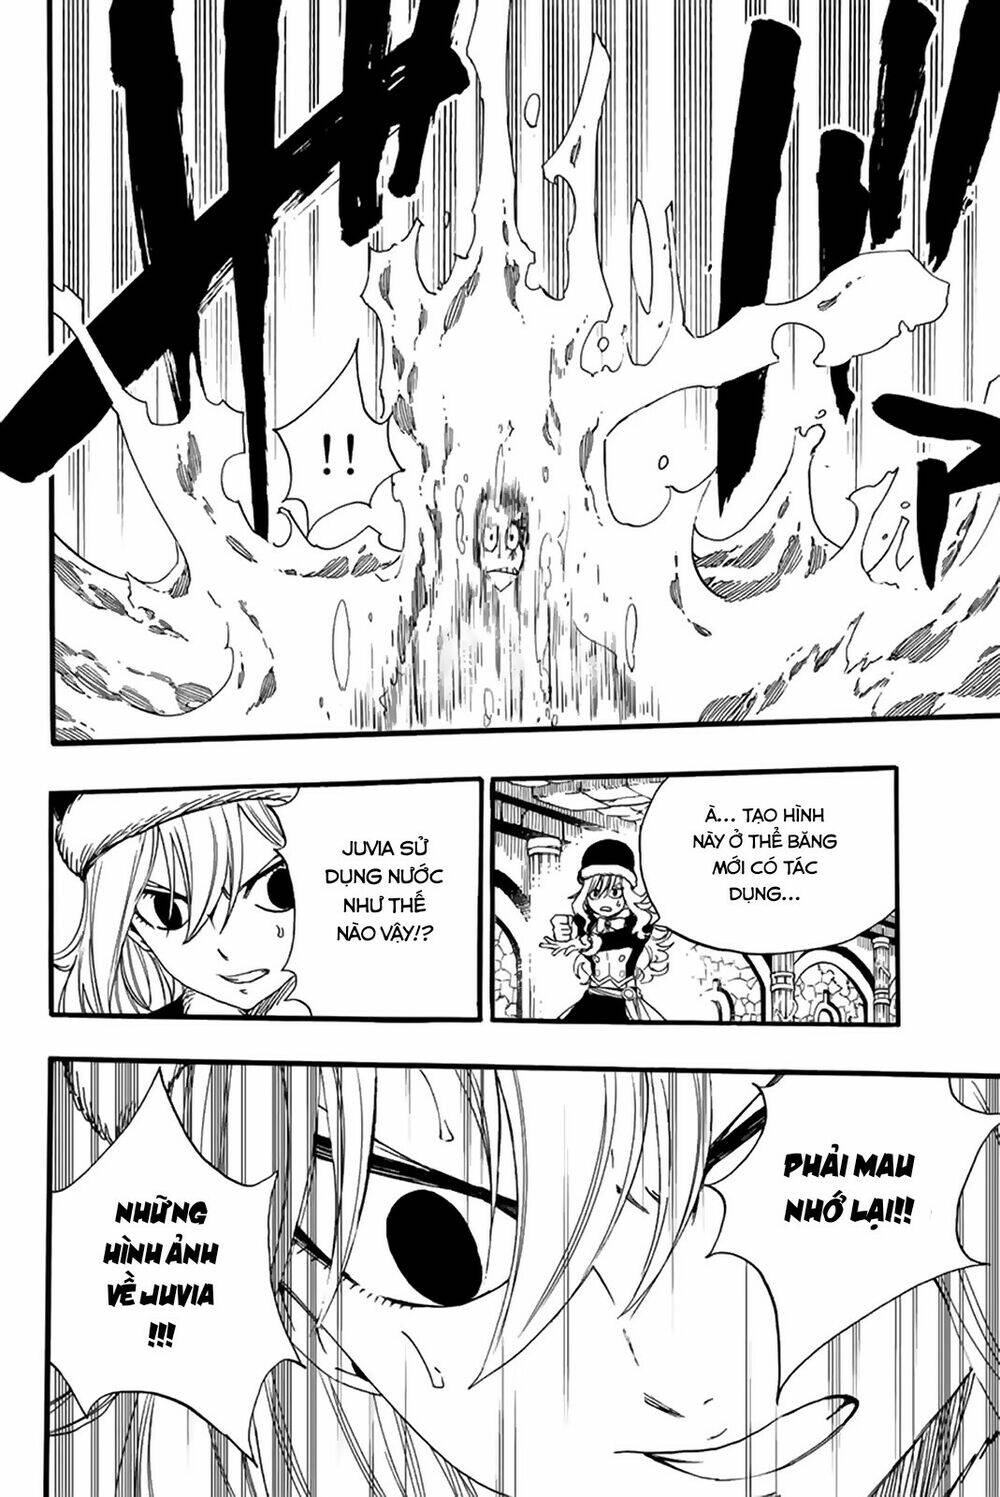 !!
À... TẠO HÌNH
NÀY Ở THỂ BĂNG
MỚI CÓ TÁC
DỤNG...
JUVIA SỬ
DỤNG NƯỚC
NHƯ THẾ
NÀO VẬY!?
PHẢI MAU
NHỚ LẠI!!
NHỮNG
HÌNH ẢNH
VỀ JUVIA
!!!